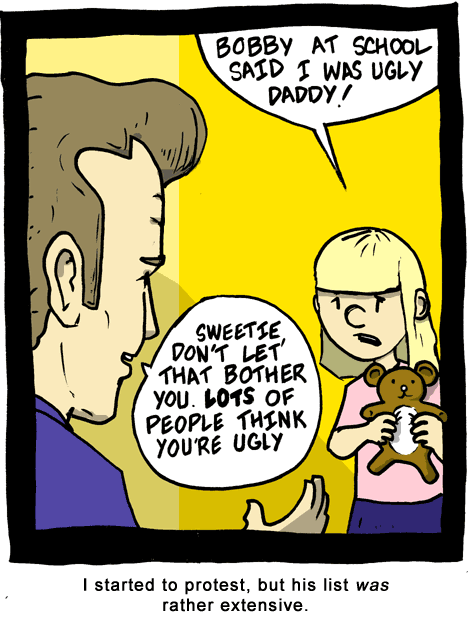 BOBBY AT SCHOOL
SAID I WAS UGLY
DADDY!
SWEETIE
DON'T LET'
THAT BOTHER
YOU. LOTS OF
PEOPLE THINK
YOU'RE UGLY
I started to protest, but his list was
rather extensive.